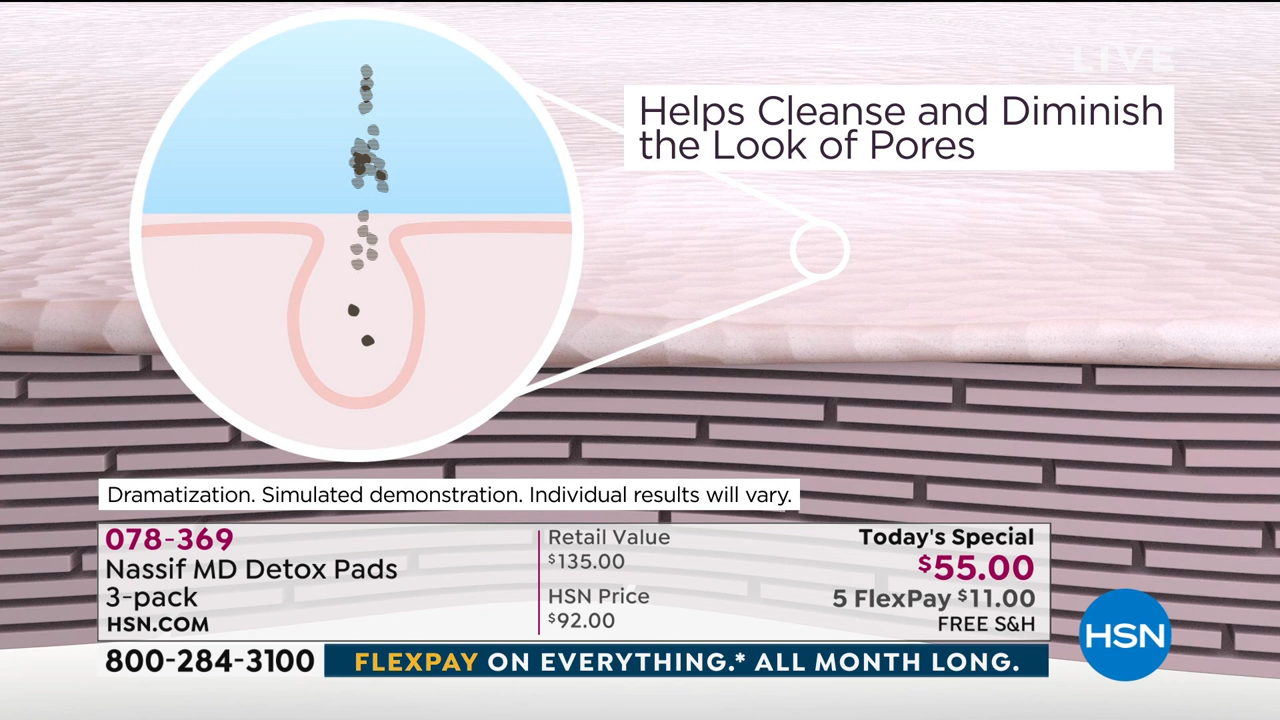 LIVE
Helps Cleanse and Diminish
the Look of Pores
Dramatization. Simulated demonstration. Individual results will vary.
078-369
Nassif MD Detox Pads
3-pack
HSN.COM
Retail Value
$135.00
HSN Price
$92.00
Today's Special
$55.00
5 FlexPay $11.00
FREE S&H
HSN
800-284-3100
FLEXPAY ON EVERYTHING.* ALL MONTH LONG.